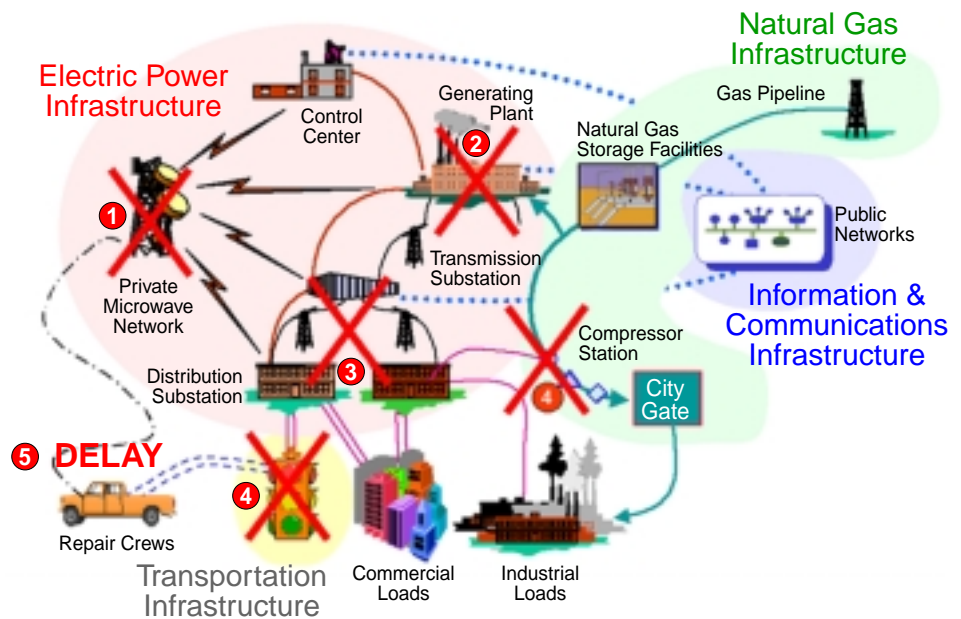 Natural Gas
Infrastructure
Electric Power
Infrastructure
Control
Center
Generating
Plant
Gas Pipeline
2
Natural Gas
Storage Facilities
1
Public
Networks
Transmission
Substation
Private
Microwave
Network
Information &
Communications
Infrastructure
Compressor
Station
Distribution
Substation
3
4
City
Gate
5 DELAY
4
Repair Crews
Commercial
Loads
Industrial
Loads
Transportation
Infrastructure